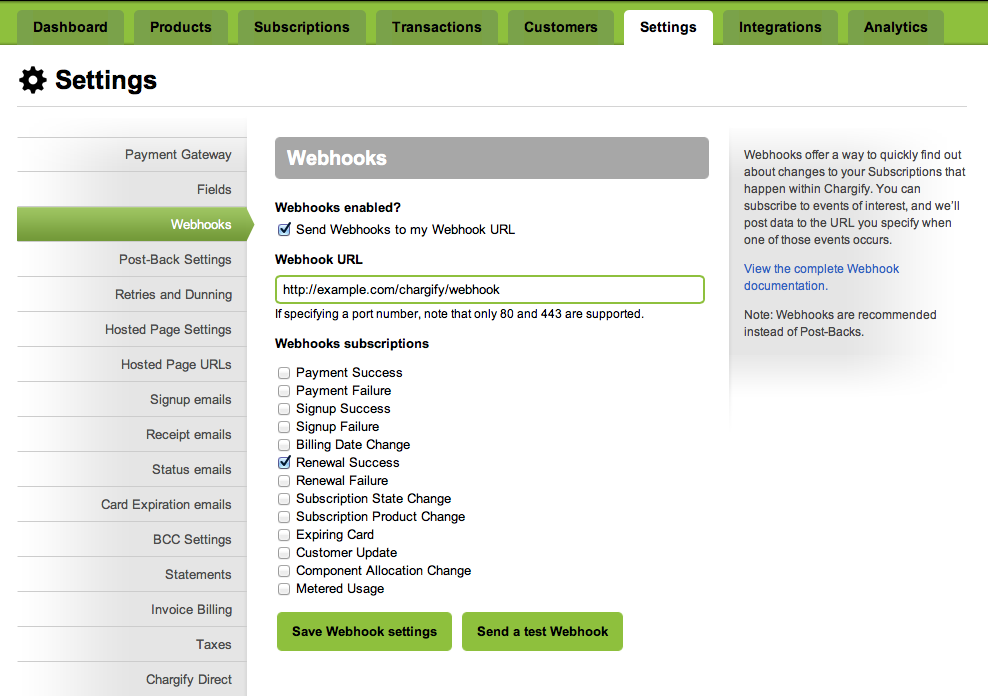 Dashboard Products Subscriptions Transactions Customers Settings Integrations Analytics
Settings
Payment Gateway
Fields
Webhooks
Post-Back Settings
Retries and Dunning
Hosted Page Settings
Hosted Page URLs
Signup emails
Receipt emails
Status emails
Card Expiration emails
BCC Settings
Statements
Invoice Billing
Taxes
Chargify Direct
Webhooks
Webhooks enabled?
Send Webhooks to my Webhook URL
Webhook URL
http://example.com/chargify/webhook
If specifying a port number, note that only 80 and 443 are supported.
Webhooks subscriptions
Payment Success
Payment Failure
Signup Success
Signup Failure
Billing Date Change
Renewal Success
Renewal Failure
Subscription State Change
Subscription Product Change
Expiring Card
Customer Update
Component Allocation Change
Metered Usage
Save Webhook settings Send a test Webhook
Webhooks offer a way to quickly find out
about changes to your Subscriptions that
happen within Chargify. You can
subscribe to events of interest, and we'll
post data to the URL you specify when
one of those events occurs.
View the complete Webhook
documentation.
Note: Webhooks are recommended
instead of Post-Backs.